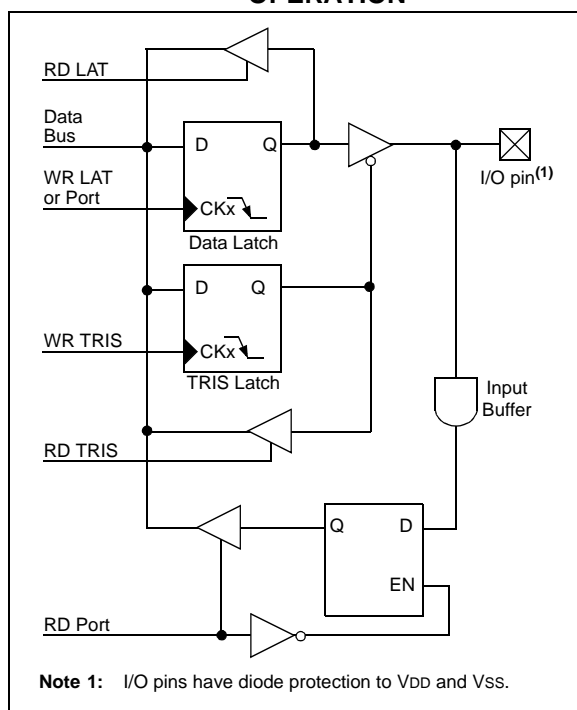 OPERATION
RD LAT
Data
Bus
D Q
WR LAT
or Port
CKx
Data Latch
I/O pin(1)
D Q
WR TRIS
CKx
TRIS Latch
Input
Buffer
RD TRIS
Q D
EN
RD Port
Note 1: I/O pins have diode protection to VDD and VSS.